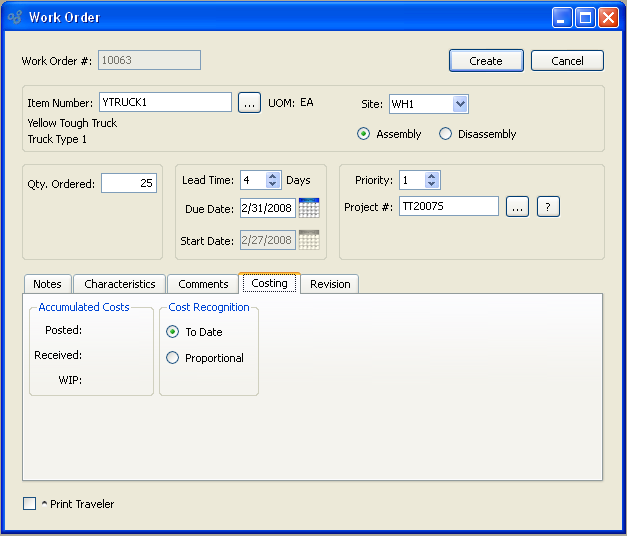 Work Order
Work Order #: 10063 Create Cancel
Item Number: YTRUCK1 ... UOM: EA Site: WH1
Yellow Tough Truck
Truck Type 1
Assembly Disassembly
Qty. Ordered: 25 Lead Time: 4 Days Priority: 1
Due Date: 2/31/2008 Project #: TT2007S ... ?
Start Date: 2/27/2008
Notes Characteristics Comments Costing Revision
Accumulated Costs Cost Recognition
Posted: To Date
Received: Proportional
WIP:
^ Print Traveler